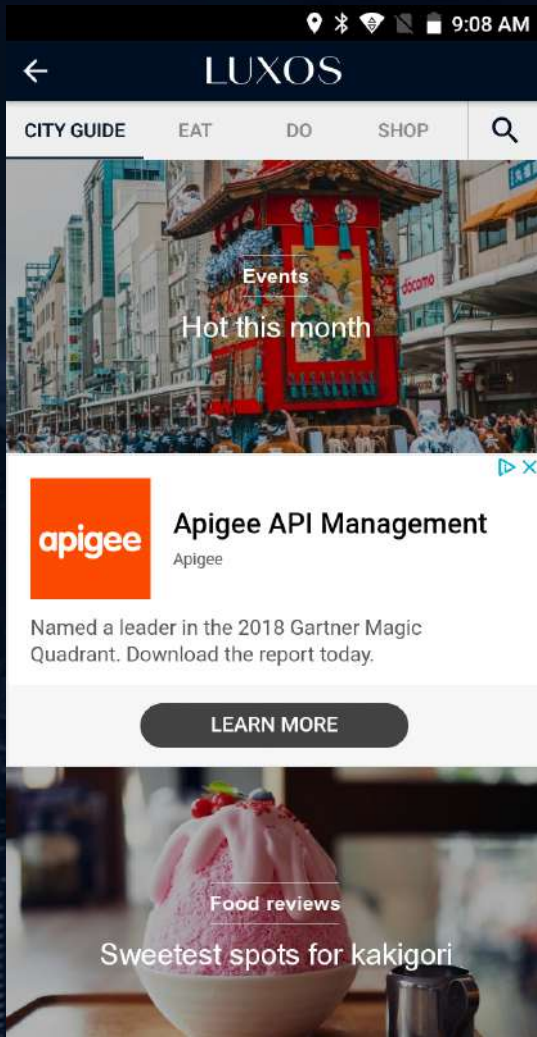 9:08 AM
LUXOS
CITY GUIDE EAT DO SHOP
docomo
Events
Hot this month
apigee
Apigee API Management
Apigee
Named a leader in the 2018 Gartner Magic
Quadrant. Download the report today.
LEARN MORE
Food reviews
Sweetest spots for kakigori